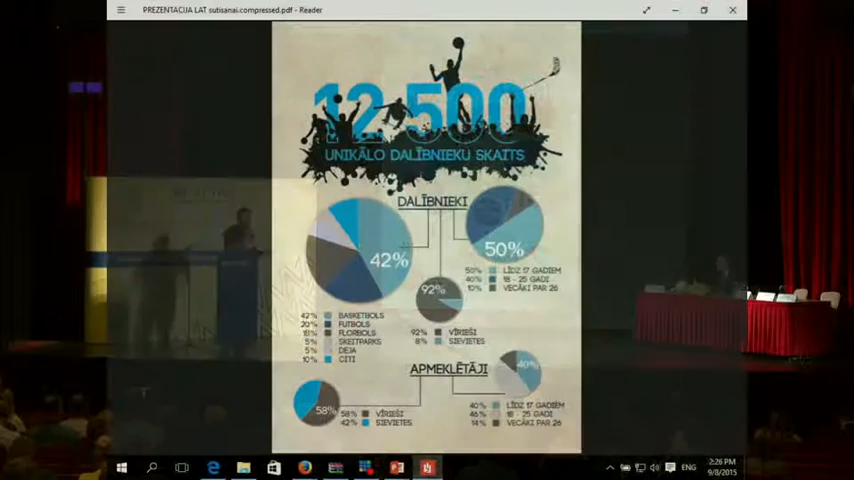 PREZENTACIJA LAT sutisanai.compressed.pdf - Reader
12 500
UNIKĀLO DALĪBNIEKU SKAITS
DALĪBNIEKI
42%
50%
50% LĪDZ 17 GADIEM
40% 18 - 25 GADI
10% VECĀKI PAR 26
92%
42% BASKETBOLS
20% FUTBOLS
18% FLORBOLS
5% SKEITPARKS
5% DEJA
10% CITI
92% VĪRIEŠI
8% SIEVIETES
APMEKLĒTĀJI
40%
58%
58% VĪRIEŠI
42% SIEVIETES
40% LĪDZ 17 GADIEM
46% 18 - 25 GADI
14% VECĀKI PAR 26
ENG
2:26 PM
9/8/2015